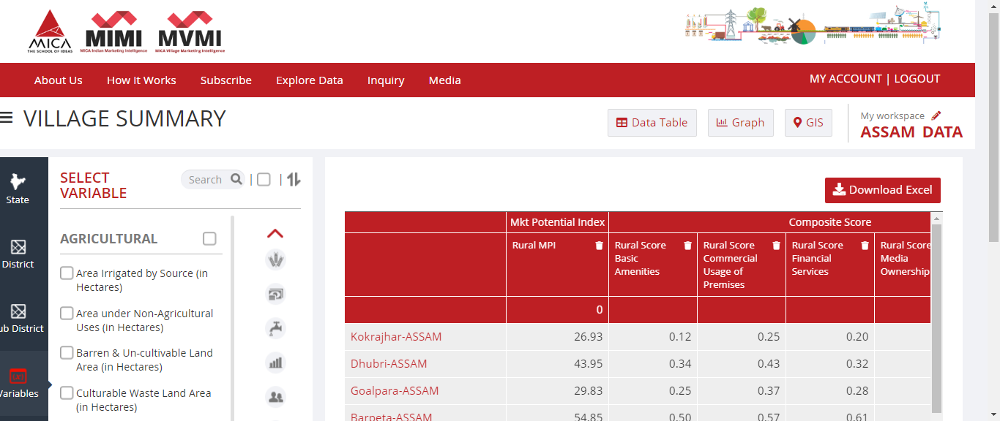 MICA
THE SCHOOL OF IDEAS
MIMI
MICA Indian Marketing Intelligence
MVMI
MICA Village Marketing Intelligence
About Us How It Works Subscribe Explore Data Inquiry Media MY ACCOUNT | LOGOUT
VILLAGE SUMMARY
Data Table Graph GIS
My workspace
ASSAM DATA
State
District
ub District
Variables
SELECT
VARIABLE
Search
AGRICULTURAL
Area Irrigated by Source (in
Hectares)
Area under Non-Agricultural
Uses (in Hectares)
Barren & Un-cultivable Land
Area (in Hectares)
Culturable Waste Land Area
(in Hectares)
Download Excel
Mkt Potential Index Composite Score
Rural MPI
Rural Score
Basic
Amenities
Rural Score
Commercial
Usage of
Premises
Rural Score
Financial
Services
Rural Score
Media
Ownership
0
Kokrajhar-ASSAM 26.93 0.12 0.25 0.20
Dhubri-ASSAM 43.95 0.34 0.43 0.32
Goalpara-ASSAM 29.83 0.25 0.37 0.28
Barpeta-ASSAM 54.85 0.50 0.57 0.61